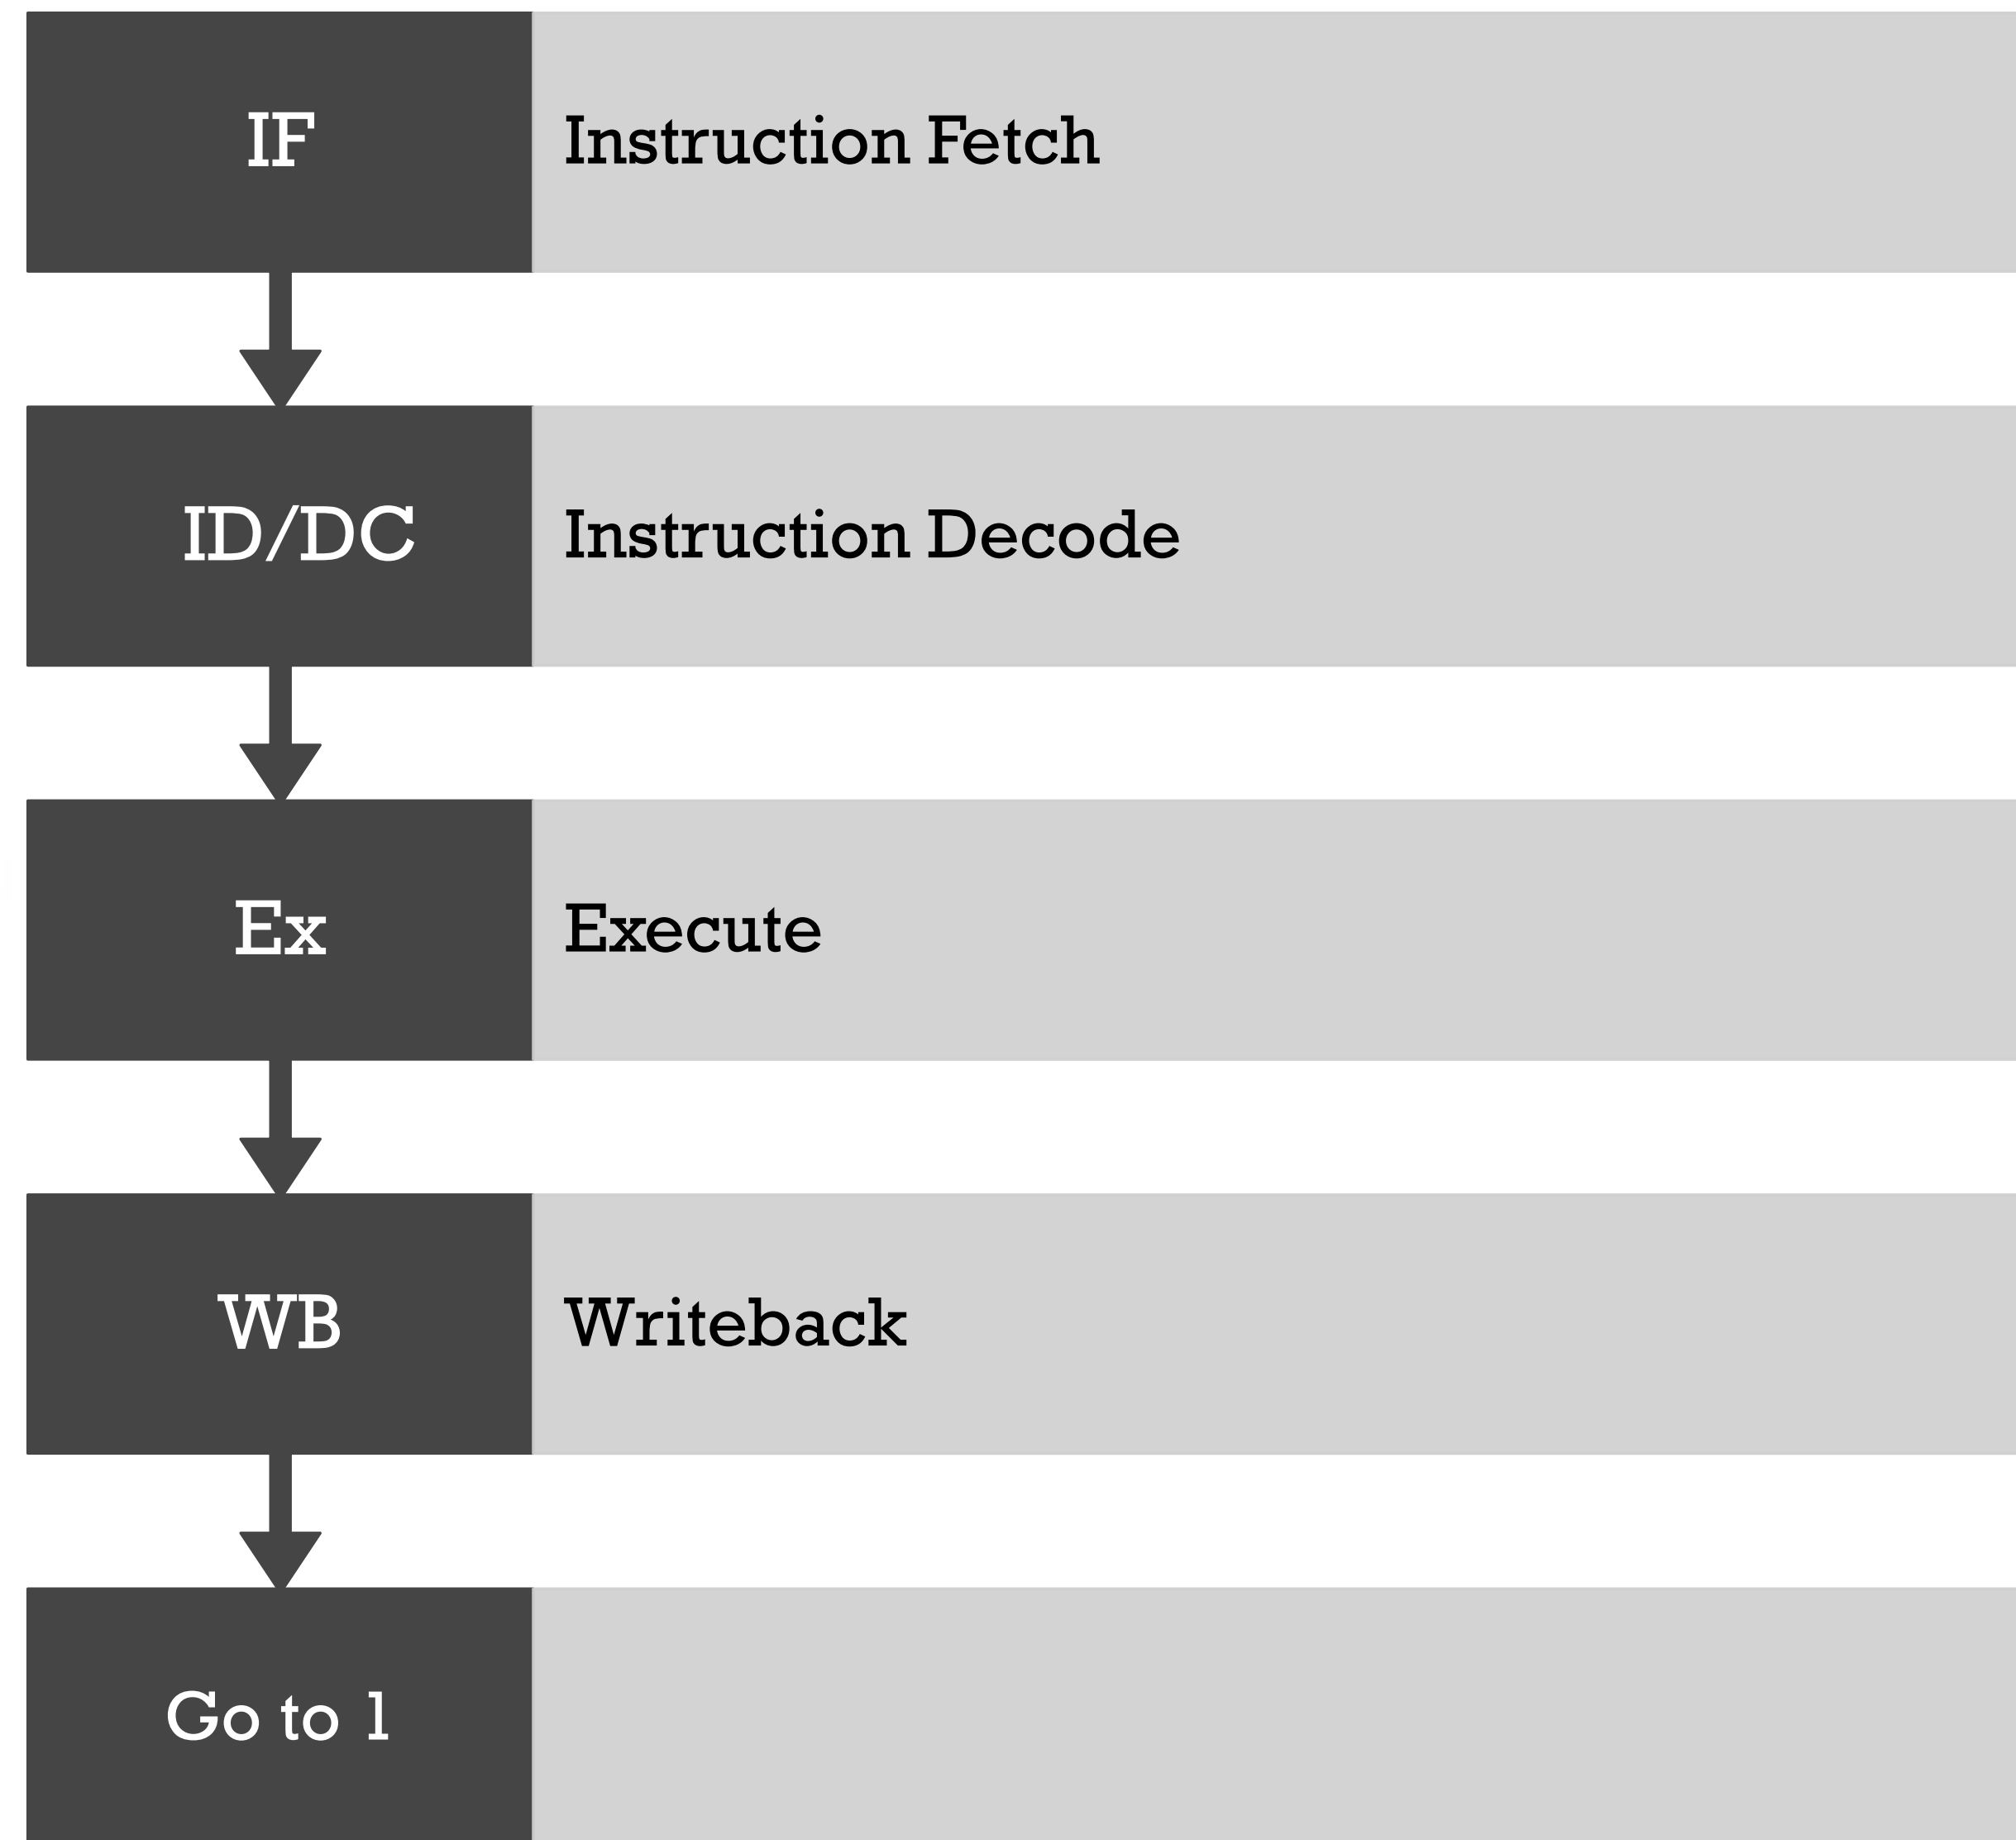 IF
Instruction Fetch
ID/DC
Instruction Decode
Ex
Execute
WB
Writeback
Go to 1